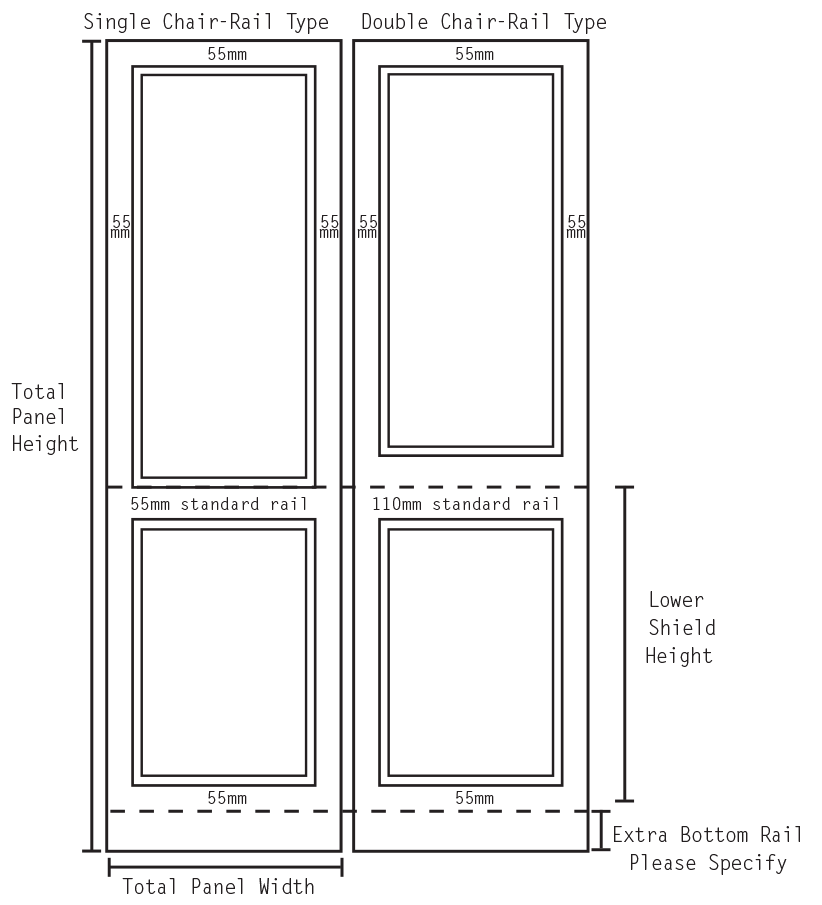 Single Chair-Rail Type
Double Chair-Rail Type
55mm
55mm
55
mm
55
mm
55
mm
55
mm
Total
Panel
Height
55mm standard rail
110mm standard rail
Lower
Shield
Height
55mm
55mm
Extra Bottom Rail
Please Specify
Total Panel Width